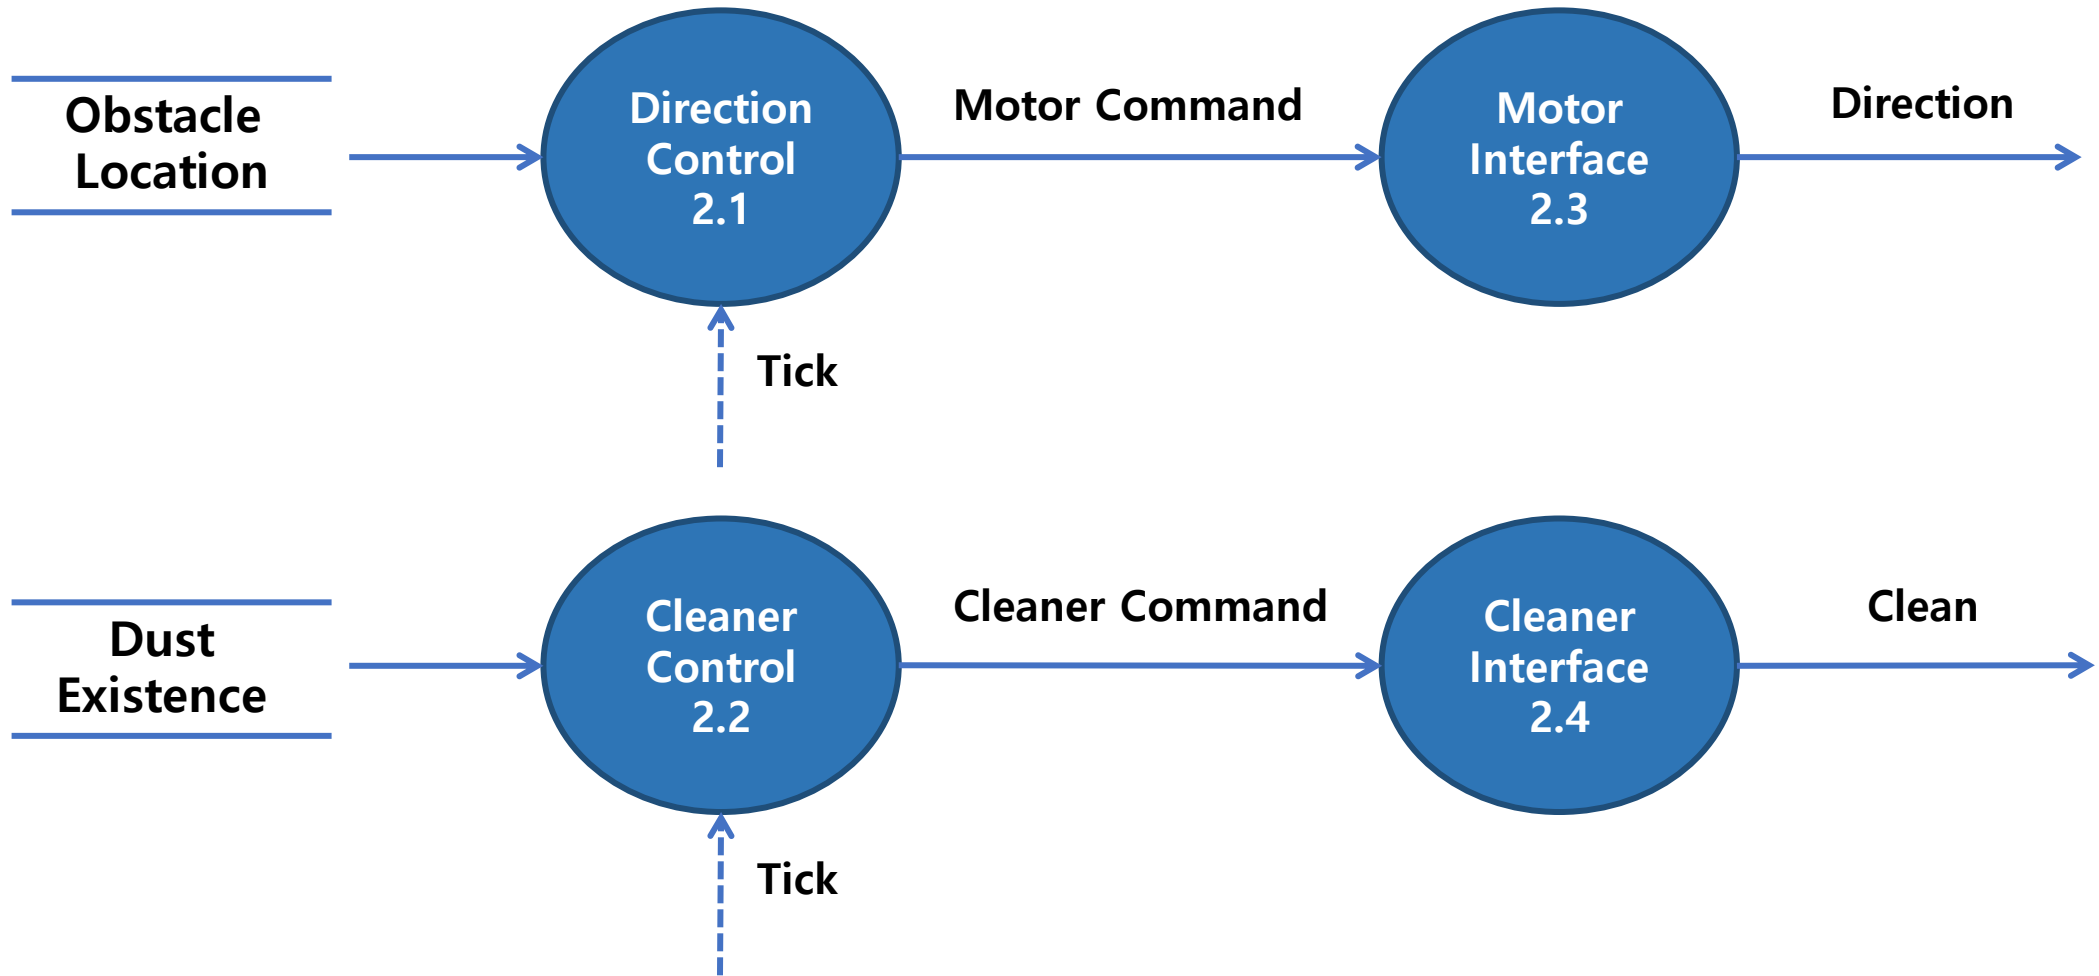 Obstacle
Location
Direction
Control
2.1
Motor Command
Motor
Interface
2.3
Direction
Tick
Dust
Existence
Cleaner
Control
2.2
Cleaner Command
Cleaner
Interface
2.4
Clean
Tick